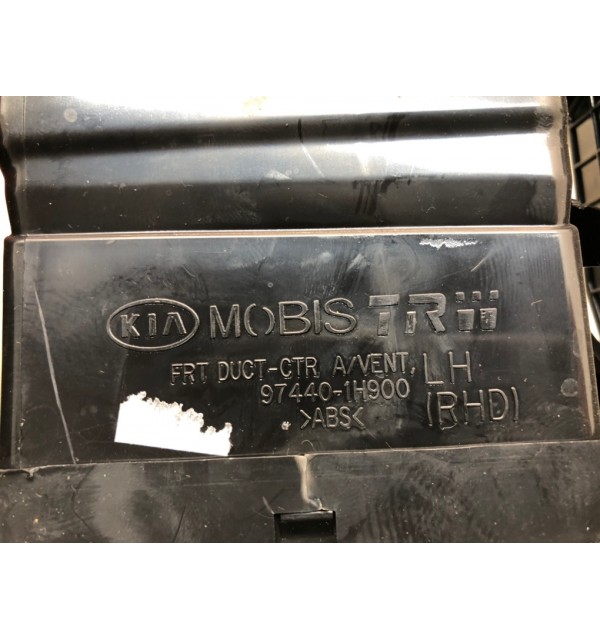 KIA MOBIS TRW
FRT DUCT-CTR A/VENT, LH
97440-1H900 (RHD)
>ABS<